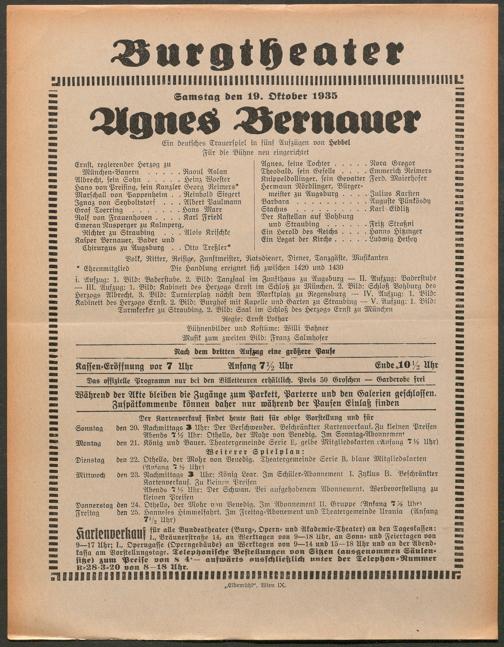 Burgtheater
Samstag den 19. Oktober 1935
Agnes Bernauer
Ein deutsches Trauerspiel in fünf Aufzügen von Hebbel
Für die Bühne neu eingerichtet
Ernst, regierender Herzog zu
München-Bayern . . . . . Raoul Aslan
Albrecht, sein Sohn . . . . Heinz Woester
Hans von Preising, sein Kanzler Georg Reimers*
Marschall von Pappenheim . . Reinhold Siegert
Ignaz von Seyboltstorf . . . Albert Paulmann
Graf Toerring . . . . . . Hans Marr
Rolf von Frauenhoven . . . Karl Friedl
Emeran Nusperger zu Kalmperg,
Richter zu Straubing . . . Alois Krischke
Kaspar Bernauer, Bader und
Chirurgus zu Augsburg . . Otto Treßler*
Agnes, seine Tochter . . . . . Nora Gregor
Theobald, sein Geselle . . . . Emmerich Reimers
Knippeldollinger, sein Gevatter Ferd. Maierhofer
Hermann Nördlinger, Bürger-
meister zu Augsburg . . . . Julius Karsten
Barbara . . . . . . . . Auguste Pünkösdy
Stachus . . . . . . . . Karl Eidlitz
Der Kastellan auf Vohburg
und Straubing . . . . . Fritz Straßni
Ein Herold des Reichs . . . Hanns Hitzinger
Ein Legat der Kirche . . . . Ludwig Heisey
Volk, Ritter, Reisige, Zunftmeister, Ratsdiener, Diener, Tanzgäste, Musikanten
* Ehrenmitglied Die Handlung ereignet sich zwischen 1420 und 1430
I. Aufzug: 1. Bild: Baderstube. 2. Bild: Tanzsaal im Zunfthaus zu Augsburg — II. Aufzug: Baderstube
— III. Aufzug: 1. Bild: Kabinett des Herzogs Ernst im Schloß zu München. 2. Bild: Schloß Vohburg des
Herzogs Albrecht. 3. Bild: Turnierplatz nächst dem Marktplatz zu Regensburg — IV. Aufzug: 1. Bild:
Kabinett des Herzogs Ernst. 2. Bild: Burghof mit Kapelle und Garten zu Straubing — V. Aufzug: 1. Bild:
Turmkerker zu Straubing. 2. Bild: Saal im Schloß des Herzogs Ernst zu München
Regie: Ernst Lothar
Bühnenbilder und Kostüme: Willi Bahner
Musik zum zweiten Bild: Franz Salmhofer
Nach dem dritten Aufzug eine größere Pause
Kassen-Eröffnung vor 7 Uhr Anfang 7½ Uhr Ende 10½ Uhr
Das offizielle Programm nur bei den Billetteuren erhältlich. Preis 50 Groschen — Garderobe frei
Während der Akte bleiben die Zugänge zum Parkett, Parterre und den Galerien geschlossen.
Zuspätkommende können daher nur während der Pausen Einlaß finden
Der Kartenverkauf findet heute statt für obige Vorstellung und für
Sonntag den 20. Nachmittags 3 Uhr: Der Verschwender. Beschränkter Kartenverkauf. Zu kleinen Preisen
Abends 7½ Uhr: Othello, der Mohr von Venedig. Im Sonntag-Abonnement
Montag den 21. König und Bauer. Theatergemeinde Serie E, gelbe Mitgliedskarten (Anfang 7½ Uhr)
Weiterer Spielplan:
Dienstag den 22. Othello, der Mohr von Venedig. Theatergemeinde Serie B, blaue Mitgliedskarten
(Anfang 7½ Uhr)
Mittwoch den 23. Nachmittags 3 Uhr: König Lear. Im Schüler-Abonnement I. Zyklus B. Beschränkter
Kartenverkauf. Zu kleinen Preisen
Abends 7½ Uhr: Der Schwan. Bei aufgehobenem Abonnement. Werbevorstellung zu
kleinen Preisen
Donnerstag den 24. Othello, der Mohr von Venedig. Im Abonnement II. Gruppe (Anfang 7½ Uhr)
Freitag den 25. Hanneles Himmelfahrt. Im Freitag-Abonnement und Theatergemeinde Urania (Anfang
7½ Uhr)
Kartenverkauf für alle Bundestheater (Burg-, Opern- und Akademie-Theater) an den Tageskassen:
I., Bräunerstraße 14, an Werktagen von 9—18 Uhr, an Sonn- und Feiertagen von
9—17 Uhr; I., Operngasse (Operngebäude) an Werktagen von 9—14 und 15—18 Uhr und an der Abend-
kassa am Vorstellungstage. Telephonische Bestellungen von Sitzen (ausgenommen Säulen-
sitze) zum Preise von S 4·— aufwärts ausschließlich unter der Telephon-Nummer
R-28-3-20 von 8—18 Uhr.
„Elbemühl", Wien IX.